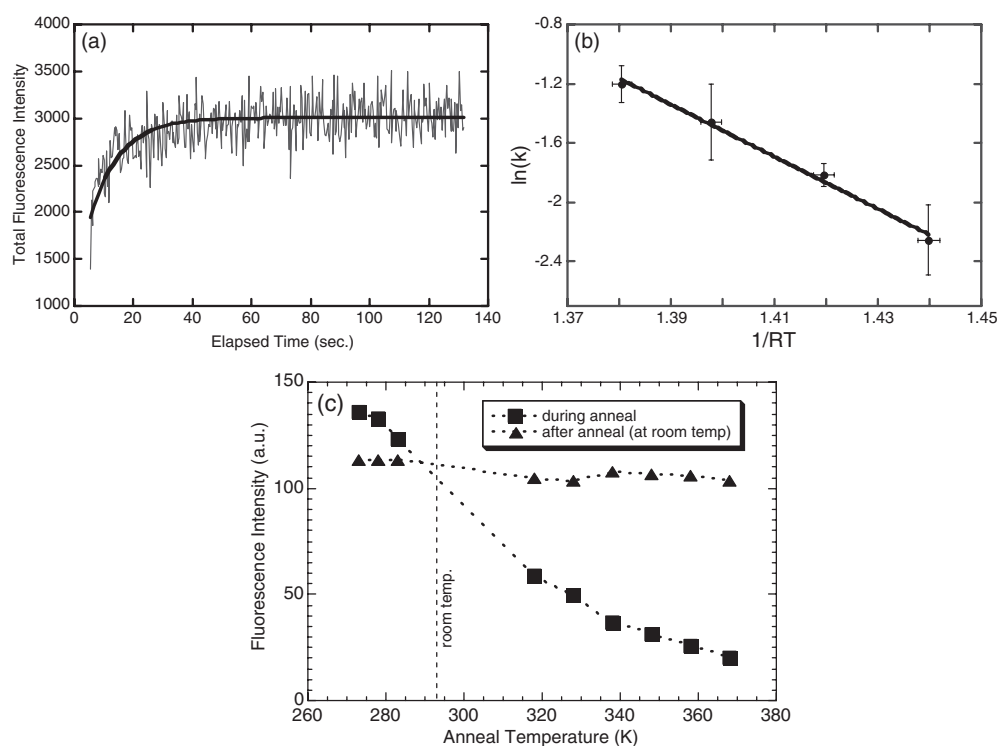 (a)
4000
3500
3000
2500
2000
1500
1000
Total Fluorescence Intensity
0 20 40 60 80 100 120 140
Elapsed Time (sec.)
(b)
-0.8
-1.2
-1.6
-2
-2.4
ln(k)
1.37 1.39 1.41 1.43 1.45
1/RT
(c)
150
100
50
0
Fluorescence Intensity (a.u.)
during anneal
after anneal (at room temp)
room temp.
260 280 300 320 340 360 380
Anneal Temperature (K)